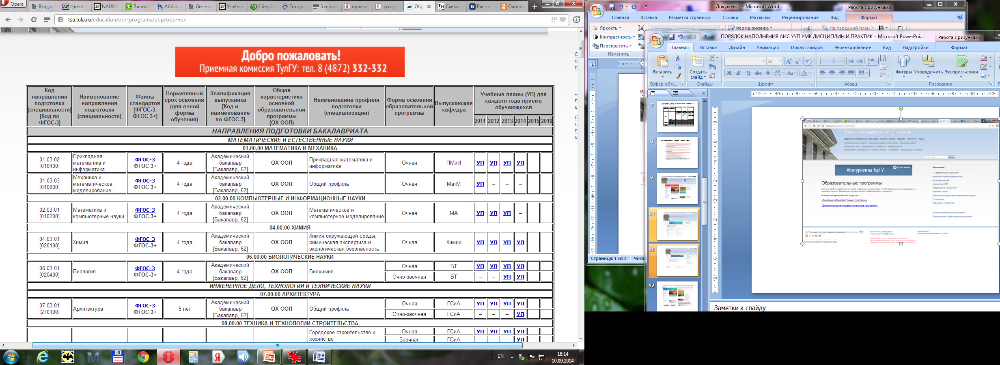 Opera
Вход в А
Цветы
NAUME
Личный
Аббасо
Личный
Учебна
Сберба
Государ
Экспре
пулеме
тулгу —
Обр
Схема д
Расчет
Однокл
tsu.tula.ru/education/obr-programs/oop/oop-vo/
Добро пожаловать!
Приемная комиссия ТулГУ: тел. 8 (4872) 332-332
Код направления подготовки (специальности) [Код по ФГОС-3]
Наименование направления подготовки (специальности)
Файлы стандартов (ФГОС-3, ФГОС-3+)
Нормативный срок освоения (для очной формы обучения)
Квалификация выпускника [Код и наименование по ФГОС-3]
Общая характеристика основной образовательной программы (ОХ ООП)
Наименование профиля подготовки (специализации)
Форма освоения образовательной программы
Выпускающая кафедра
Учебные планы (УП) для каждого года приема обучающихся
2011 2012 2013 2014 2015 2016
НАПРАВЛЕНИЯ ПОДГОТОВКИ БАКАЛАВРИАТА
МАТЕМАТИЧЕСКИЕ И ЕСТЕСТВЕННЫЕ НАУКИ
01.00.00 МАТЕМАТИКА И МЕХАНИКА
01.03.02 [010400] Прикладная математика и информатика ФГОС-3 ФГОС-3+ 4 года Академический бакалавр [Бакалавр, 62] ОХ ООП Прикладная математика и информатика Очная ПМиИ УП УП УП УП
01.03.03 [010800] Механика и математическое моделирование ФГОС-3 ФГОС-3+ 4 года Академический бакалавр [Бакалавр, 62] ОХ ООП Общий профиль Очная МатМ УП – – –
02.00.00 КОМПЬЮТЕРНЫЕ И ИНФОРМАЦИОННЫЕ НАУКИ
02.03.01 [010200] Математика и компьютерные науки ФГОС-3 ФГОС-3+ 4 года Академический бакалавр [Бакалавр, 62] ОХ ООП Математическое и компьютерное моделирование Очная МА УП УП УП –
04.00.00 ХИМИЯ
04.03.01 [020100] Химия ФГОС-3 ФГОС-3+ 4 года Академический бакалавр [Бакалавр, 62] ОХ ООП Химия окружающей среды, химическая экспертиза и экологическая безопасность Очная Химии УП УП УП УП
06.00.00 БИОЛОГИЧЕСКИЕ НАУКИ
06.03.01 [020400] Биология ФГОС-3 ФГОС-3+ 4 года Академический бакалавр [Бакалавр, 62] ОХ ООП Биохимия Очная БТ УП УП УП УП
Очно-заочная БТ – – УП УП
ИНЖЕНЕРНОЕ ДЕЛО, ТЕХНОЛОГИИ И ТЕХНИЧЕСКИЕ НАУКИ
07.00.00 АРХИТЕКТУРА
07.03.01 [270100] Архитектура ФГОС-3 ФГОС-3+ 5 лет Академический бакалавр [Бакалавр, 62] ОХ ООП Общий профиль Очная ГСиА УП УП УП УП
Очно-заочная ГСиА – – – УП
08.00.00 ТЕХНИКА И ТЕХНОЛОГИИ СТРОИТЕЛЬСТВА
Городское строительство и хозяйство Очная ГСиА УП УП УП УП
Заочная ГСиА – – – УП
EN
18:14
10.09.2014
Документ1 - Microsoft Word
Работа с рисунками
Главная Вставка Разметка страницы Ссылки Рассылки Рецензирование Вид Формат
Яркость
Контрастность
Перекрасить
Изменить
Форма рисунка
На передний план
Страница: 1 из 1
Числ
ПОРЯДОК НАПОЛНЕНИЯ АИС УУП УМК ДИСЦИПЛИН И ПРАКТИК - Microsoft PowerPoi...
Работа с рисунками
Главная Вставка Дизайн Анимация Показ слайдов Рецензирование Вид Надстройки Формат
Вставить
Создать слайд
18
Фигуры Упорядочить Экспресс-стили
Буфер обм... Слайды Шрифт Абзац Рисование
7
8
9
10
11
12
Тульский государственный университет
Абитуриенты ТулГУ
вконтакте
Образование
Образовательные программы
Выберите интересующий Вас подраздел:
-Основные образовательные программы
-Дополнительные профессиональные программы
© Тульский государственный университет
Заметки к слайду